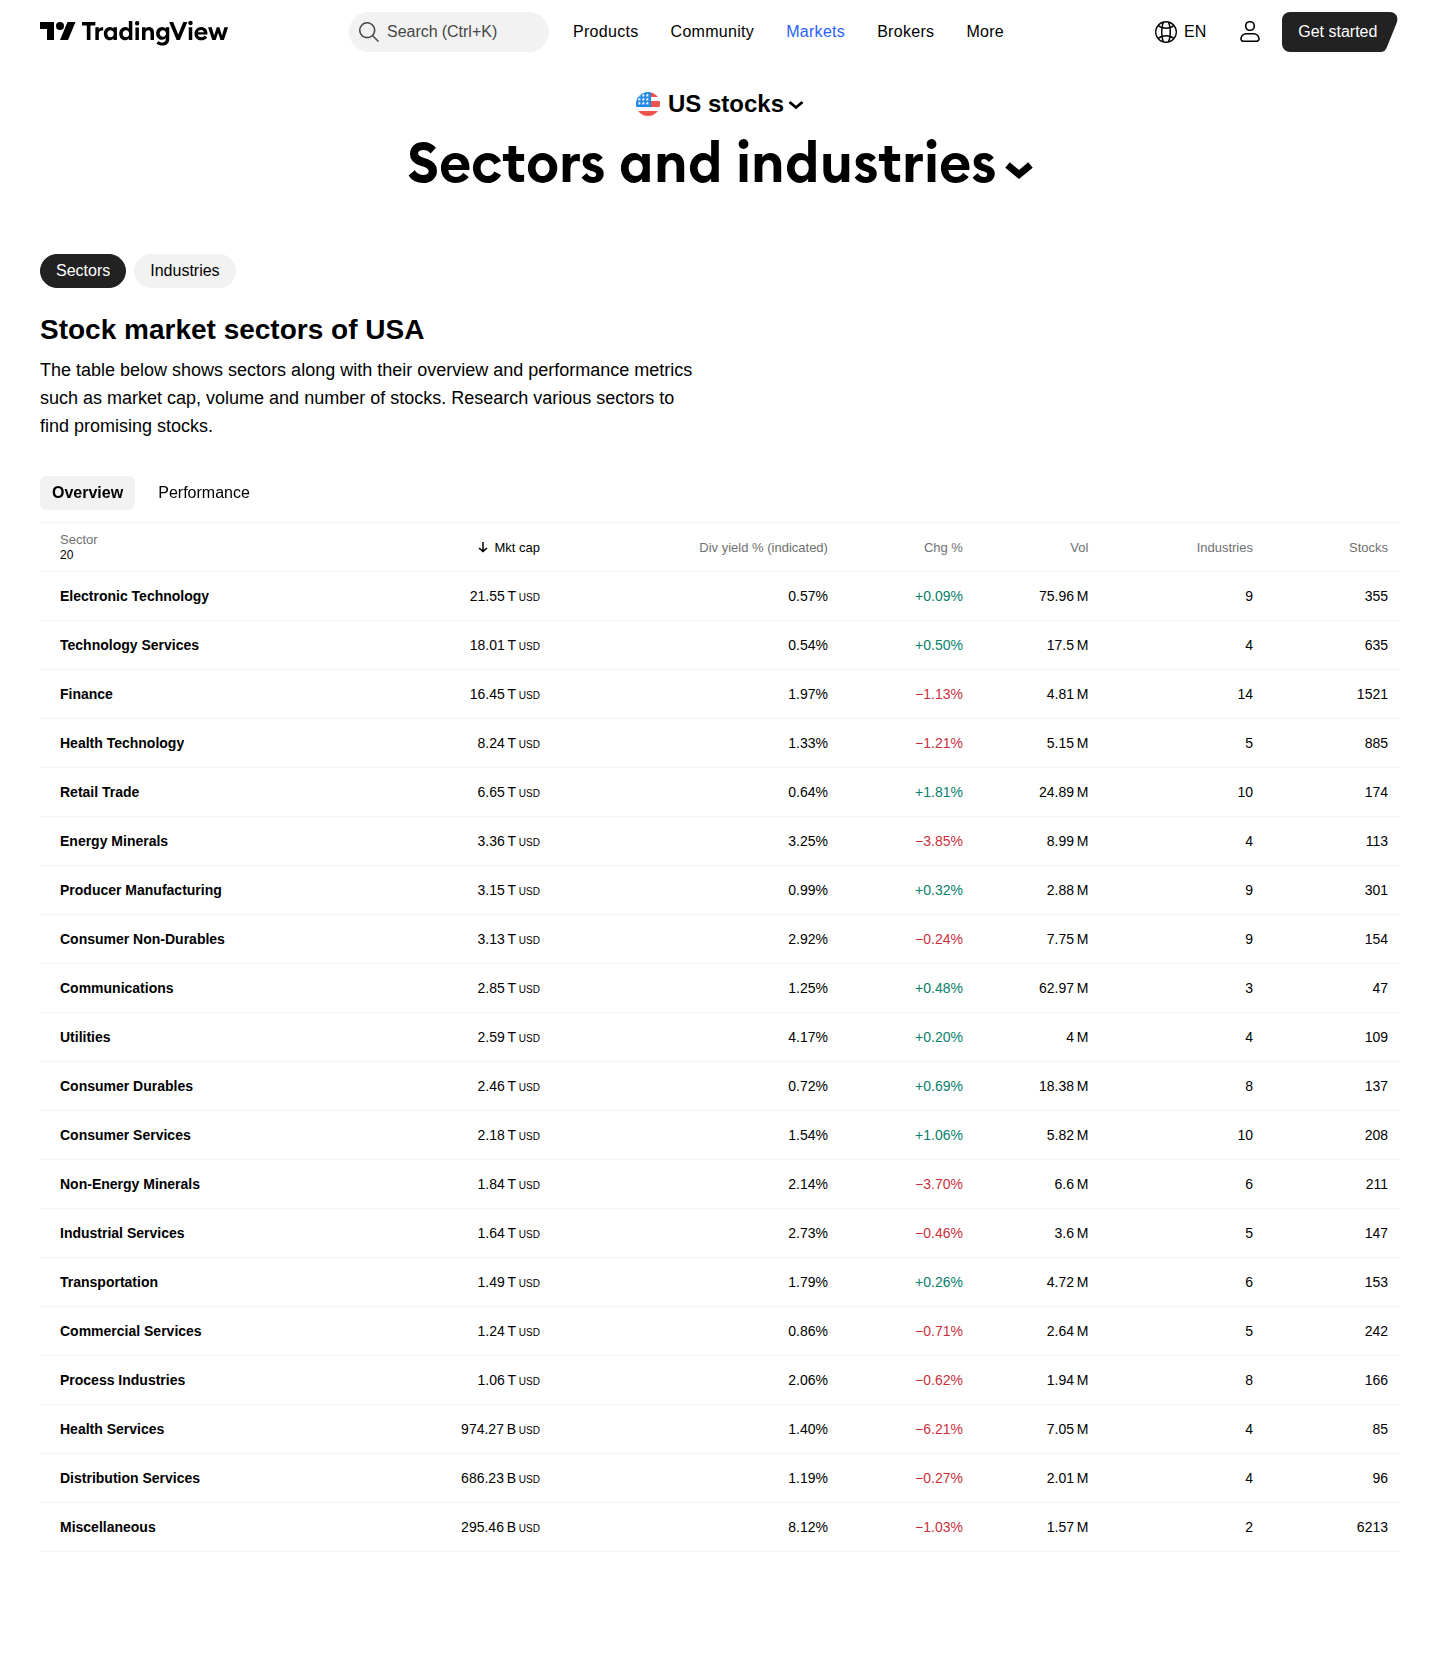 TradingView
Search (Ctrl+K)
Products
Community
Markets
Brokers
More
EN
Get started
US stocks
Sectors and industries
Sectors
Industries
Stock market sectors of USA
The table below shows sectors along with their overview and performance metrics
such as market cap, volume and number of stocks. Research various sectors to
find promising stocks.
Overview
Performance
Sector
20
Mkt cap
Div yield % (indicated)
Chg %
Vol
Industries
Stocks
Electronic Technology 21.55 T USD 0.57% +0.09% 75.96 M 9 355
Technology Services 18.01 T USD 0.54% +0.50% 17.5 M 4 635
Finance 16.45 T USD 1.97% −1.13% 4.81 M 14 1521
Health Technology 8.24 T USD 1.33% −1.21% 5.15 M 5 885
Retail Trade 6.65 T USD 0.64% +1.81% 24.89 M 10 174
Energy Minerals 3.36 T USD 3.25% −3.85% 8.99 M 4 113
Producer Manufacturing 3.15 T USD 0.99% +0.32% 2.88 M 9 301
Consumer Non-Durables 3.13 T USD 2.92% −0.24% 7.75 M 9 154
Communications 2.85 T USD 1.25% +0.48% 62.97 M 3 47
Utilities 2.59 T USD 4.17% +0.20% 4 M 4 109
Consumer Durables 2.46 T USD 0.72% +0.69% 18.38 M 8 137
Consumer Services 2.18 T USD 1.54% +1.06% 5.82 M 10 208
Non-Energy Minerals 1.84 T USD 2.14% −3.70% 6.6 M 6 211
Industrial Services 1.64 T USD 2.73% −0.46% 3.6 M 5 147
Transportation 1.49 T USD 1.79% +0.26% 4.72 M 6 153
Commercial Services 1.24 T USD 0.86% −0.71% 2.64 M 5 242
Process Industries 1.06 T USD 2.06% −0.62% 1.94 M 8 166
Health Services 974.27 B USD 1.40% −6.21% 7.05 M 4 85
Distribution Services 686.23 B USD 1.19% −0.27% 2.01 M 4 96
Miscellaneous 295.46 B USD 8.12% −1.03% 1.57 M 2 6213